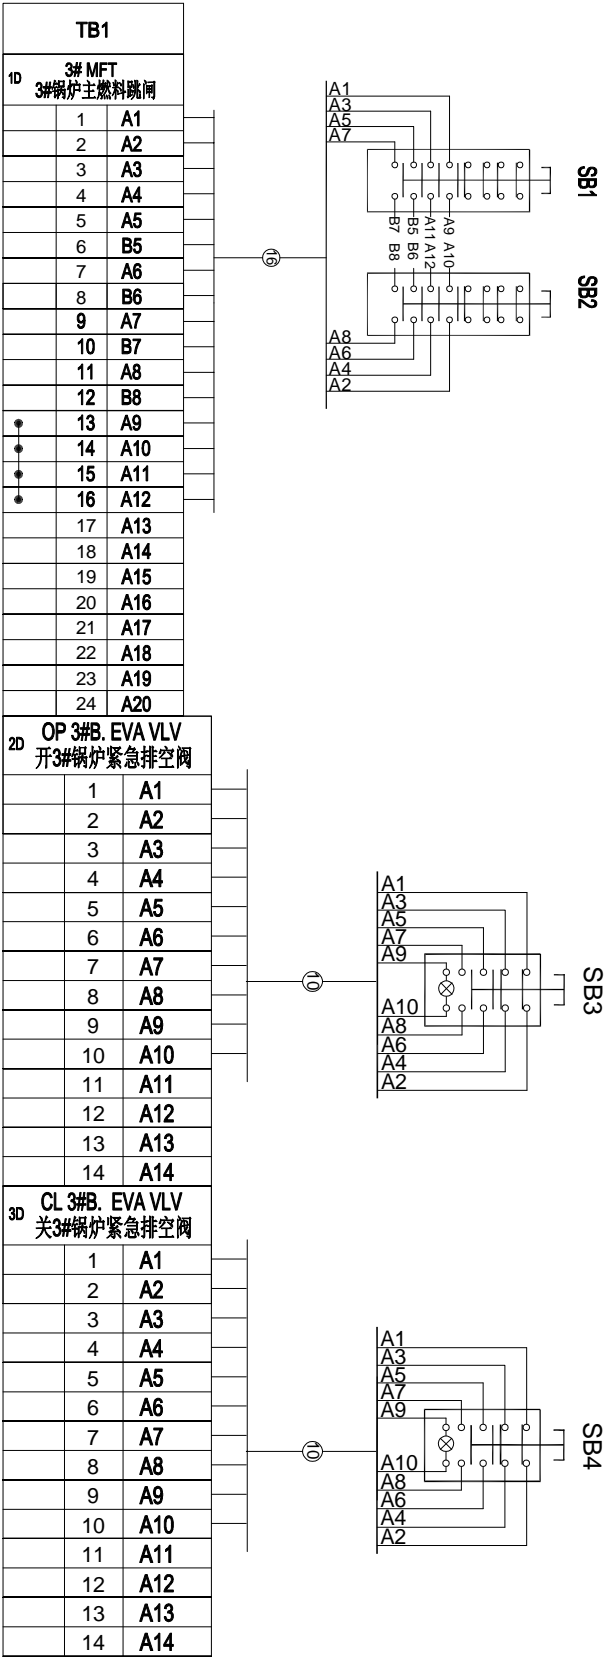 TB1
1D
3# MFT
3#锅炉主燃料跳闸
1 A1
2 A2
3 A3
4 A4
5 A5
6 B5
7 A6
8 B6
9 A7
10 B7
11 A8
12 B8
13 A9
14 A10
15 A11
16 A12
17 A13
18 A14
19 A15
20 A16
21 A17
22 A18
23 A19
24 A20
16
A1
A3
A5
A7
SB1
B7 B5 A11 A9
B8 B6 A12 A10
SB2
A8
A6
A4
A2
2D
OP 3#B. EVA VLV
开3#锅炉紧急排空阀
1 A1
2 A2
3 A3
4 A4
5 A5
6 A6
7 A7
8 A8
9 A9
10 A10
11 A11
12 A12
13 A13
14 A14
10
A1
A3
A5
A7
A9
SB3
A10
A8
A6
A4
A2
3D
CL 3#B. EVA VLV
关3#锅炉紧急排空阀
1 A1
2 A2
3 A3
4 A4
5 A5
6 A6
7 A7
8 A8
9 A9
10 A10
11 A11
12 A12
13 A13
14 A14
10
A1
A3
A5
A7
A9
SB4
A10
A8
A6
A4
A2